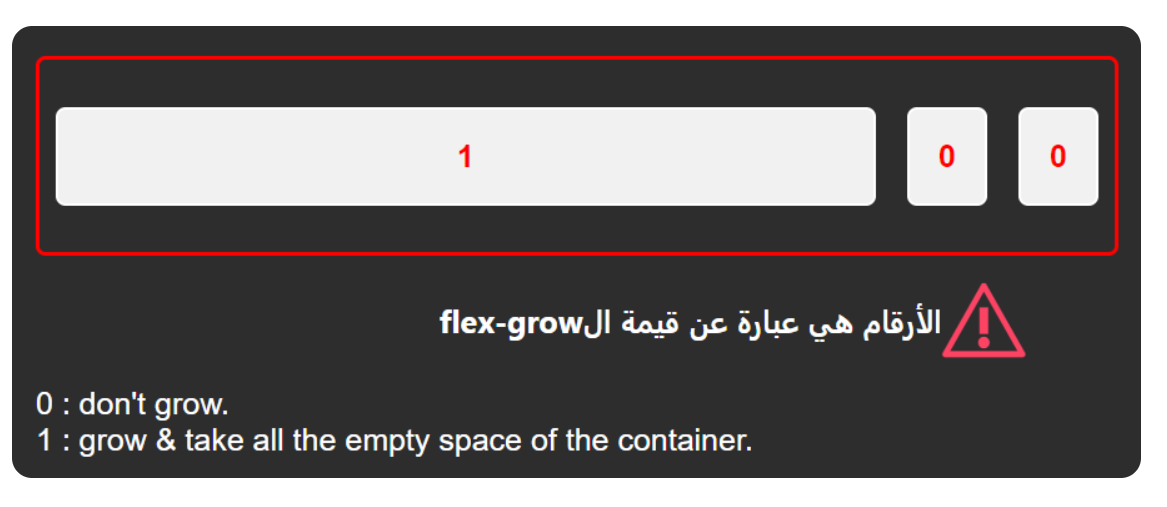 1 0 0
الأرقام هي عبارة عن قيمة الflex-grow
0 : don't grow.
1 : grow & take all the empty space of the container.